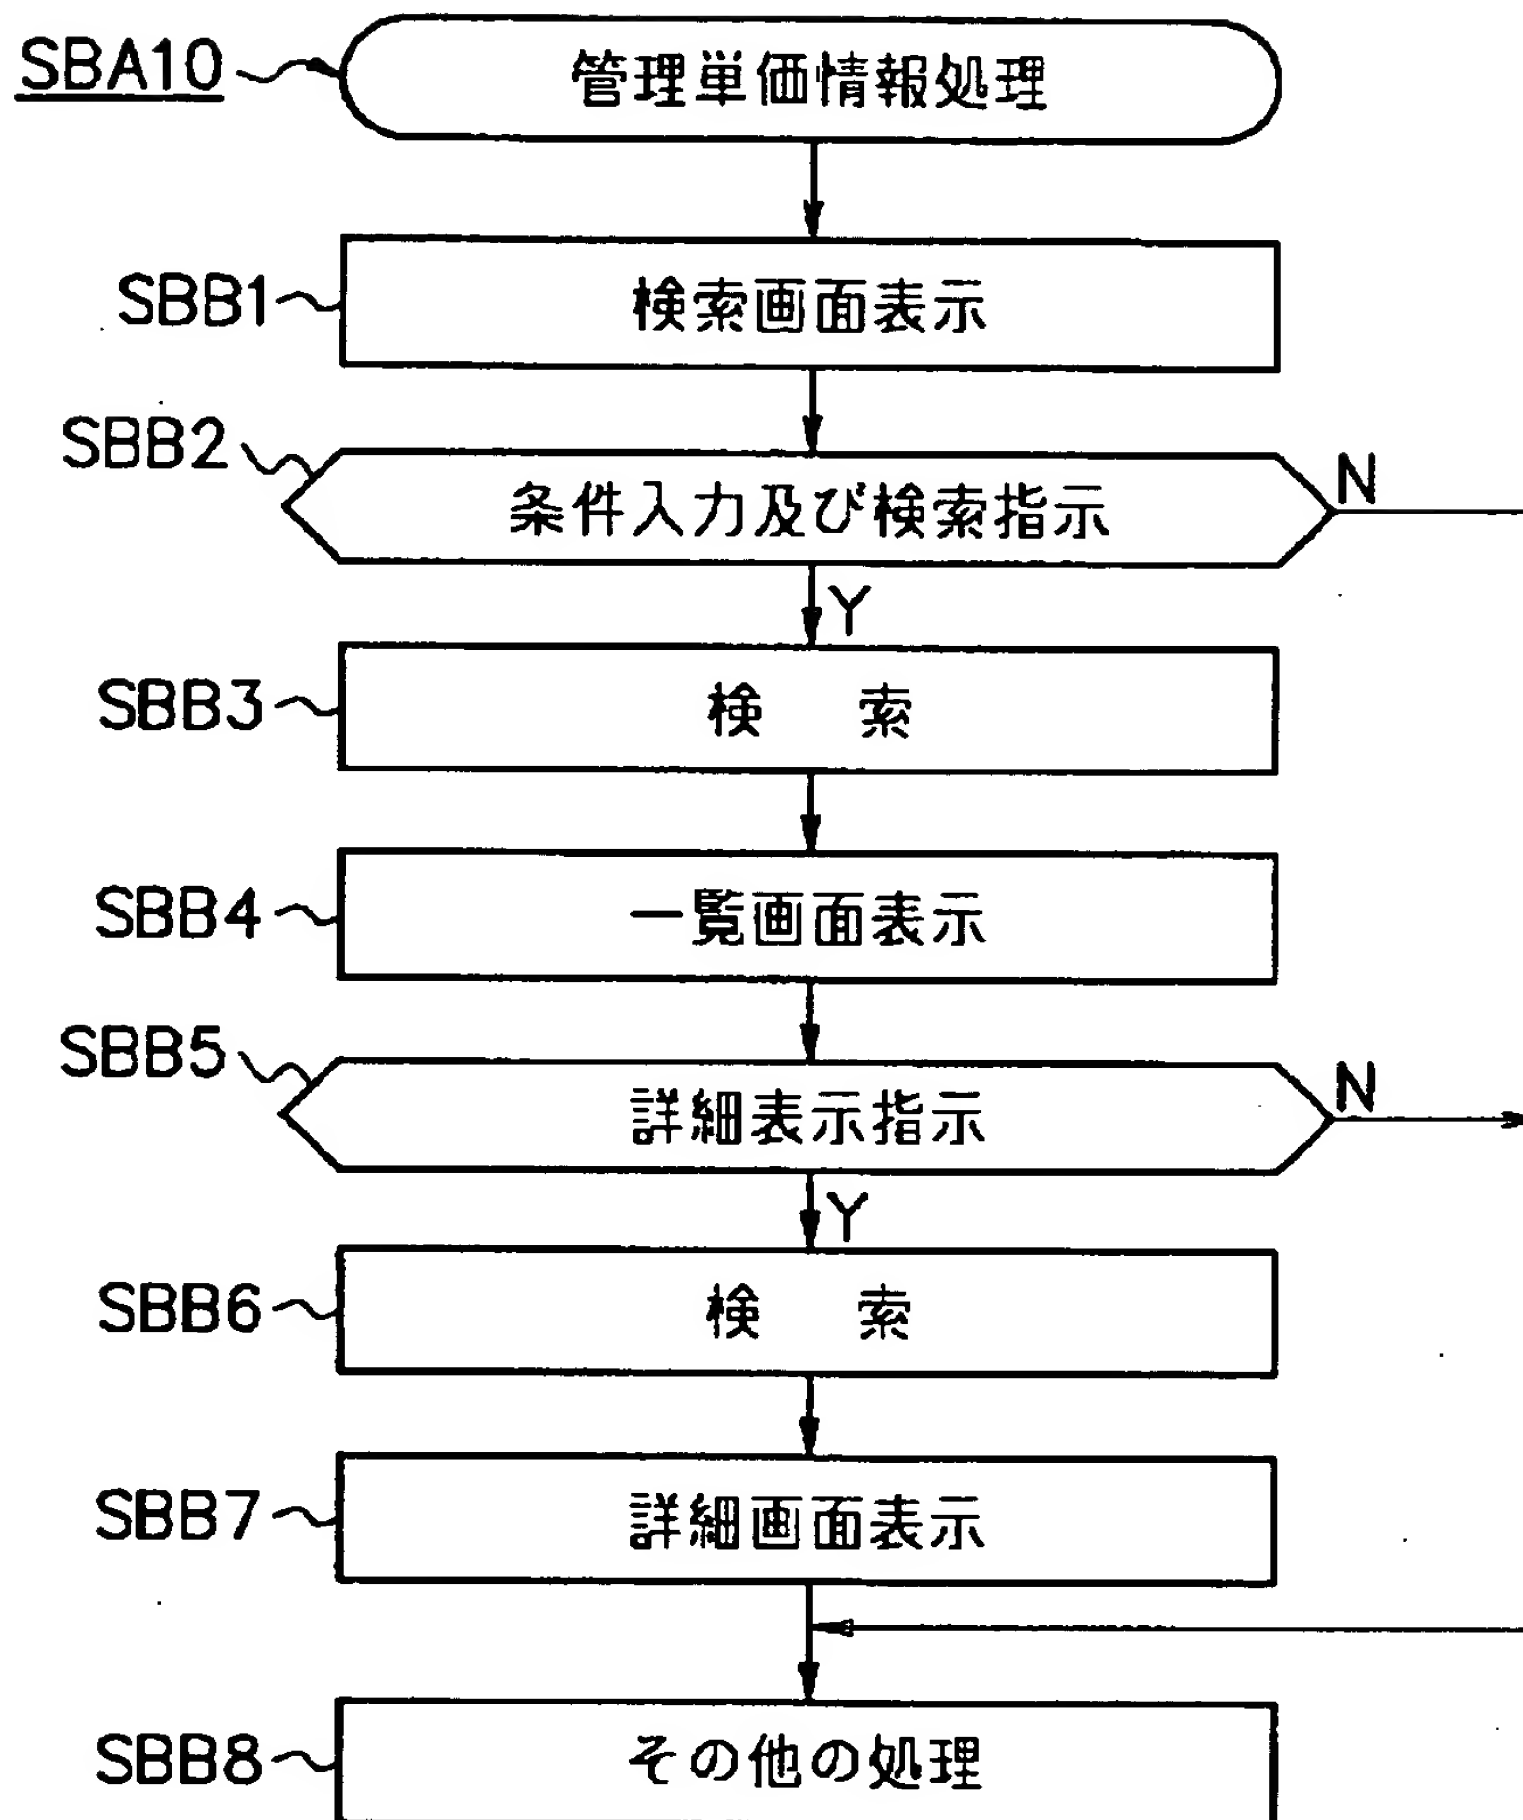 SBA10 管理単価情報処理
SBB1 検索画面表示
SBB2 条件入力及び検索指示 N
Y
SBB3 検 索
SBB4 一覧画面表示
SBB5 詳細表示指示 N
Y
SBB6 検 索
SBB7 詳細画面表示
SBB8 その他の処理